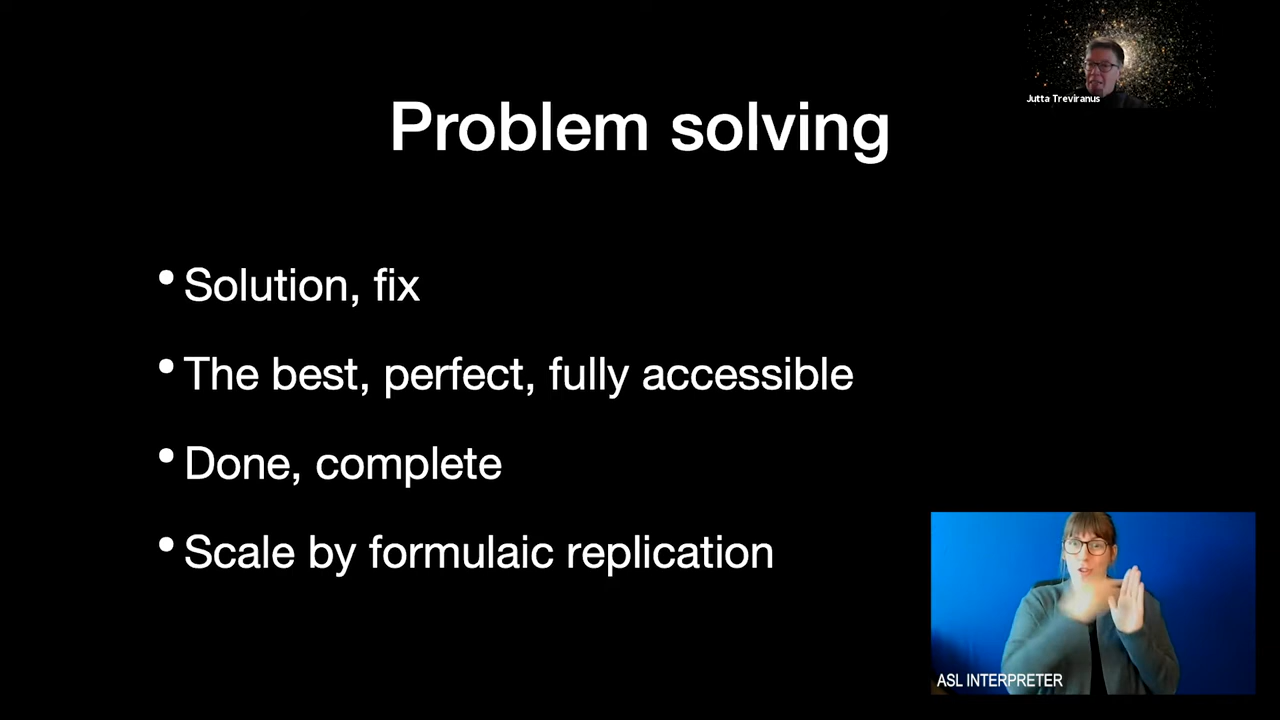 Jutta Treviranus
Problem solving
• Solution, fix
• The best, perfect, fully accessible
• Done, complete
• Scale by formulaic replication
ASL INTERPRETER